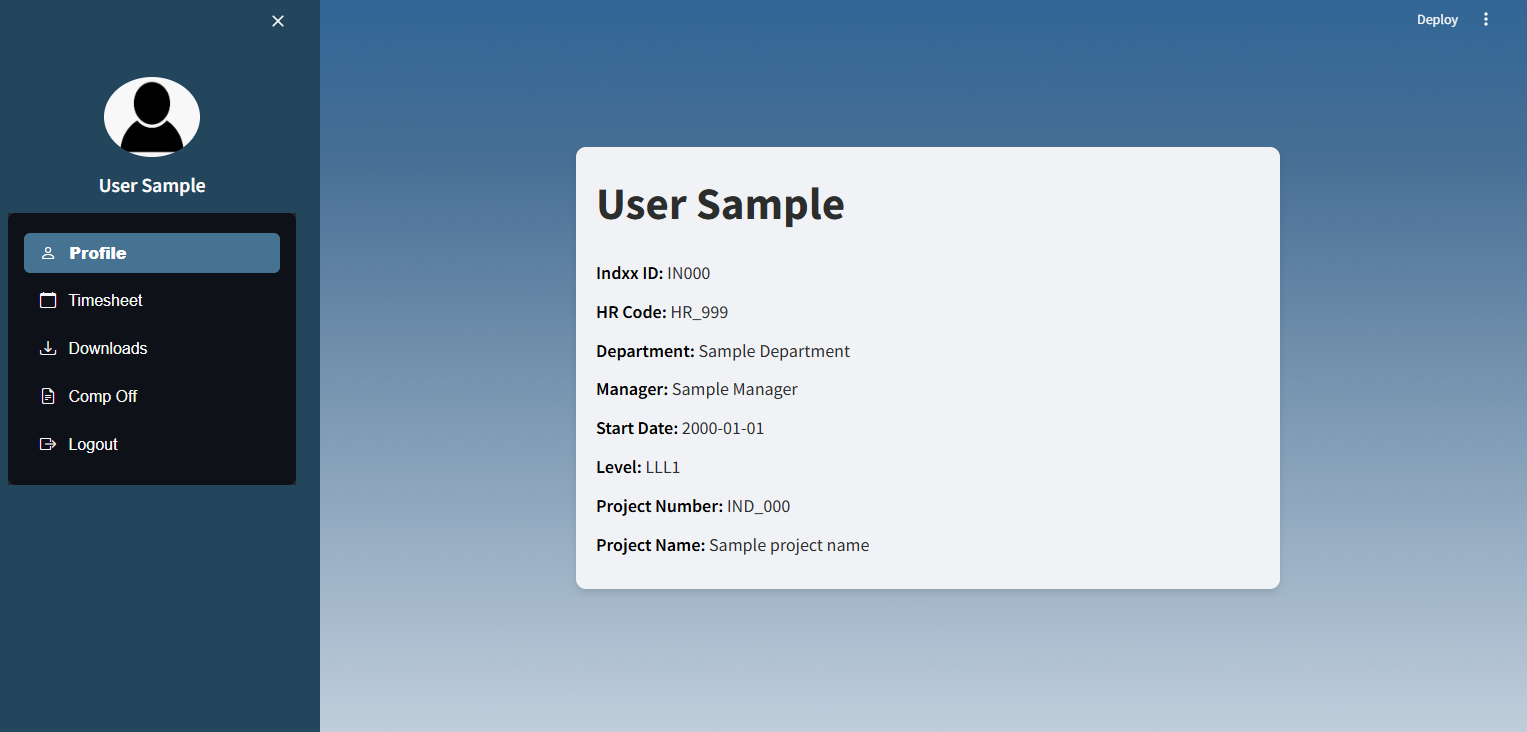 Deploy
User Sample
Profile
Timesheet
Downloads
Comp Off
Logout
User Sample
Indxx ID: IN000
HR Code: HR_999
Department: Sample Department
Manager: Sample Manager
Start Date: 2000-01-01
Level: LLL1
Project Number: IND_000
Project Name: Sample project name